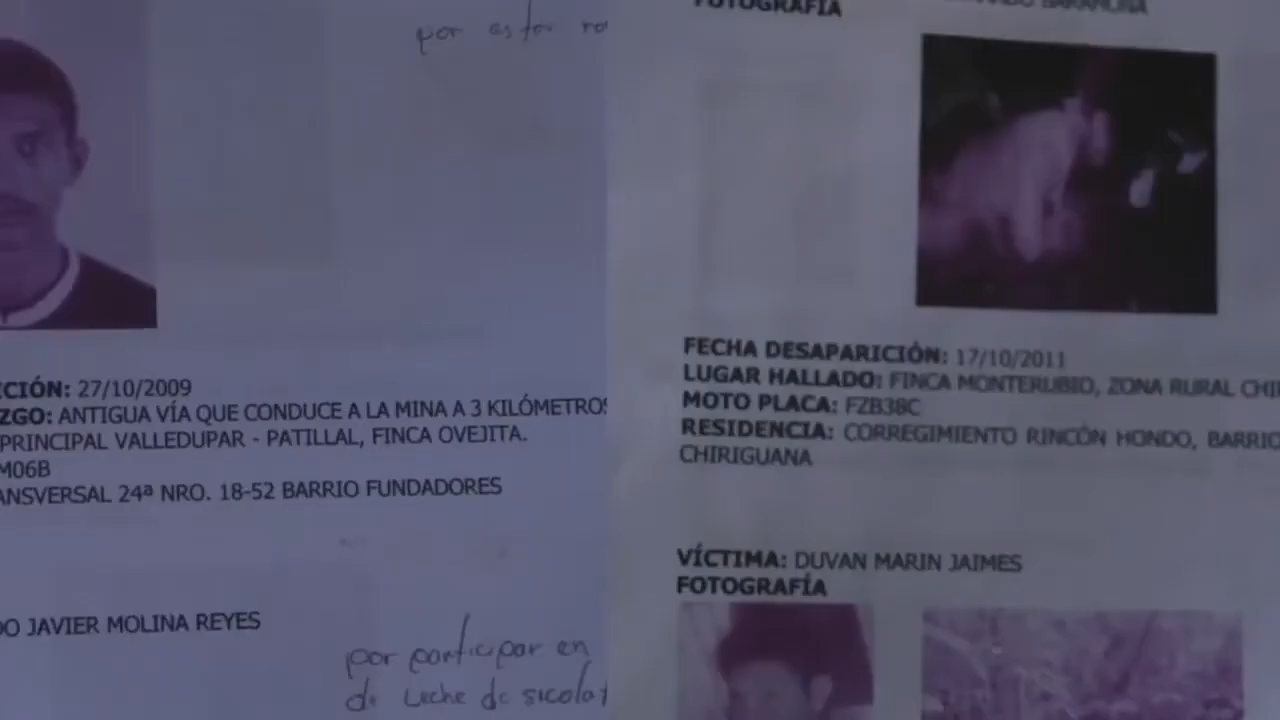 por estar
CIÓN: 27/10/2009
ZGO: ANTIGUA VÍA QUE CONDUCE A LA MINA A 3 KILÓMETROS
PRINCIPAL VALLEDUPAR - PATILLAL, FINCA OVEJITA.
M06B
ANSVERSAL 24ª NRO. 18-52 BARRIO FUNDADORES
DO JAVIER MOLINA REYES
por participar en
de Leche de
FOTOGRAFÍA
FECHA DESAPARICIÓN: 17/10/2011
LUGAR HALLADO: FINCA MONTERUBIO, ZONA RURAL CHI
MOTO PLACA: FZB38C
RESIDENCIA: CORREGIMIENTO RINCÓN HONDO, BARRIO
CHIRIGUANA
VÍCTIMA: DUVAN MARIN JAIMES
FOTOGRAFÍA